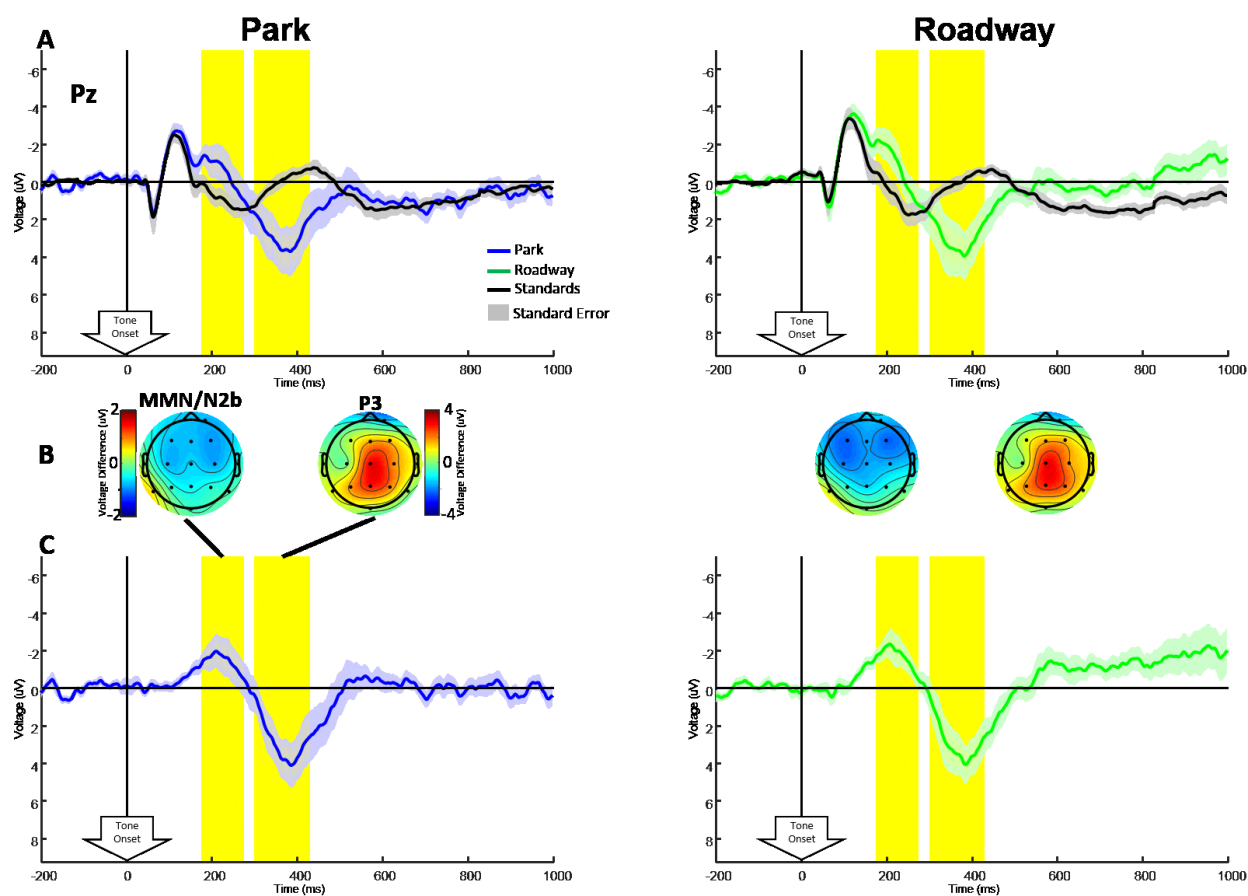 Park
Roadway
A
Pz
-6
-4
-2
0
2
4
6
8
Voltage (uV)
Tone
Onset
-200
0
200
400
600
800
1000
Time (ms)
Park
Roadway
Standards
Standard Error
-6
-4
-2
0
2
4
6
8
Voltage (uV)
Tone
Onset
-200
0
200
400
600
800
1000
Time (ms)
B
MMN/N2b
P3
2
0
-2
Voltage Difference (uV)
4
0
-4
Voltage Difference (uV)
C
-6
-4
-2
0
2
4
6
8
Voltage (uV)
Tone
Onset
-200
0
200
400
600
800
1000
Time (ms)
-6
-4
-2
0
2
4
6
8
Voltage (uV)
Tone
Onset
-200
0
200
400
600
800
1000
Time (ms)